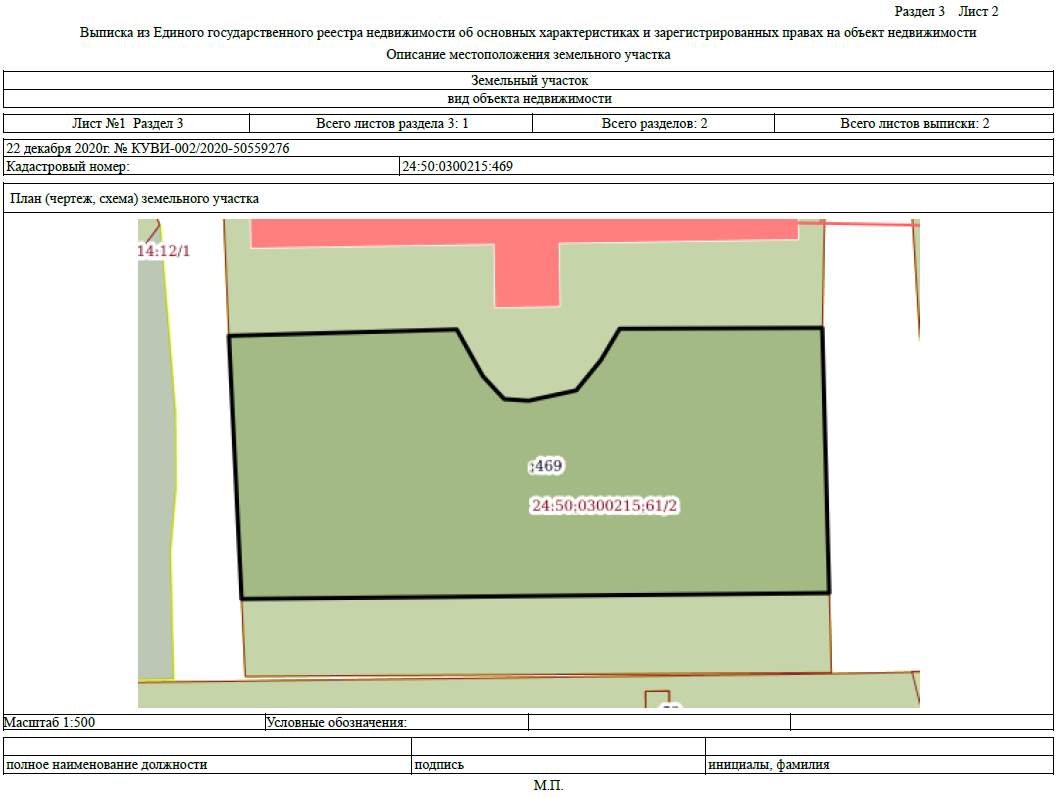 Раздел 3 Лист 2
Выписка из Единого государственного реестра недвижимости об основных характеристиках и зарегистрированных правах на объект недвижимости
Описание местоположения земельного участка
Земельный участок
вид объекта недвижимости
Лист №1 Раздел 3 Всего листов раздела 3: 1 Всего разделов: 2 Всего листов выписки: 2
22 декабря 2020г. № КУВИ-002/2020-50559276
Кадастровый номер: 24:50:0300215:469
План (чертеж, схема) земельного участка
14:12/1
:469
24:50:0300215:61/2
Масштаб 1:500 Условные обозначения:
полное наименование должности подпись инициалы, фамилия
М.П.